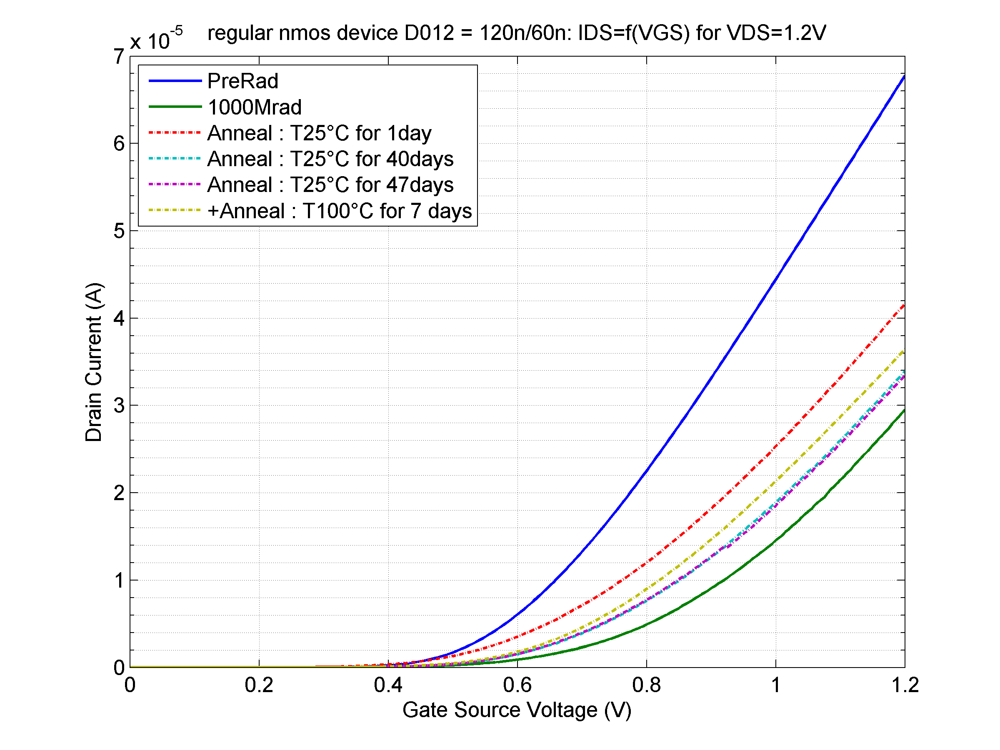 x 10-5
regular nmos device D012 = 120n/60n: IDS=f(VGS) for VDS=1.2V
PreRad
1000Mrad
Anneal : T25°C for 1day
Anneal : T25°C for 40days
Anneal : T25°C for 47days
+Anneal : T100°C for 7 days
7
6
5
4
3
2
1
0
Drain Current (A)
0 0.2 0.4 0.6 0.8 1 1.2
Gate Source Voltage (V)